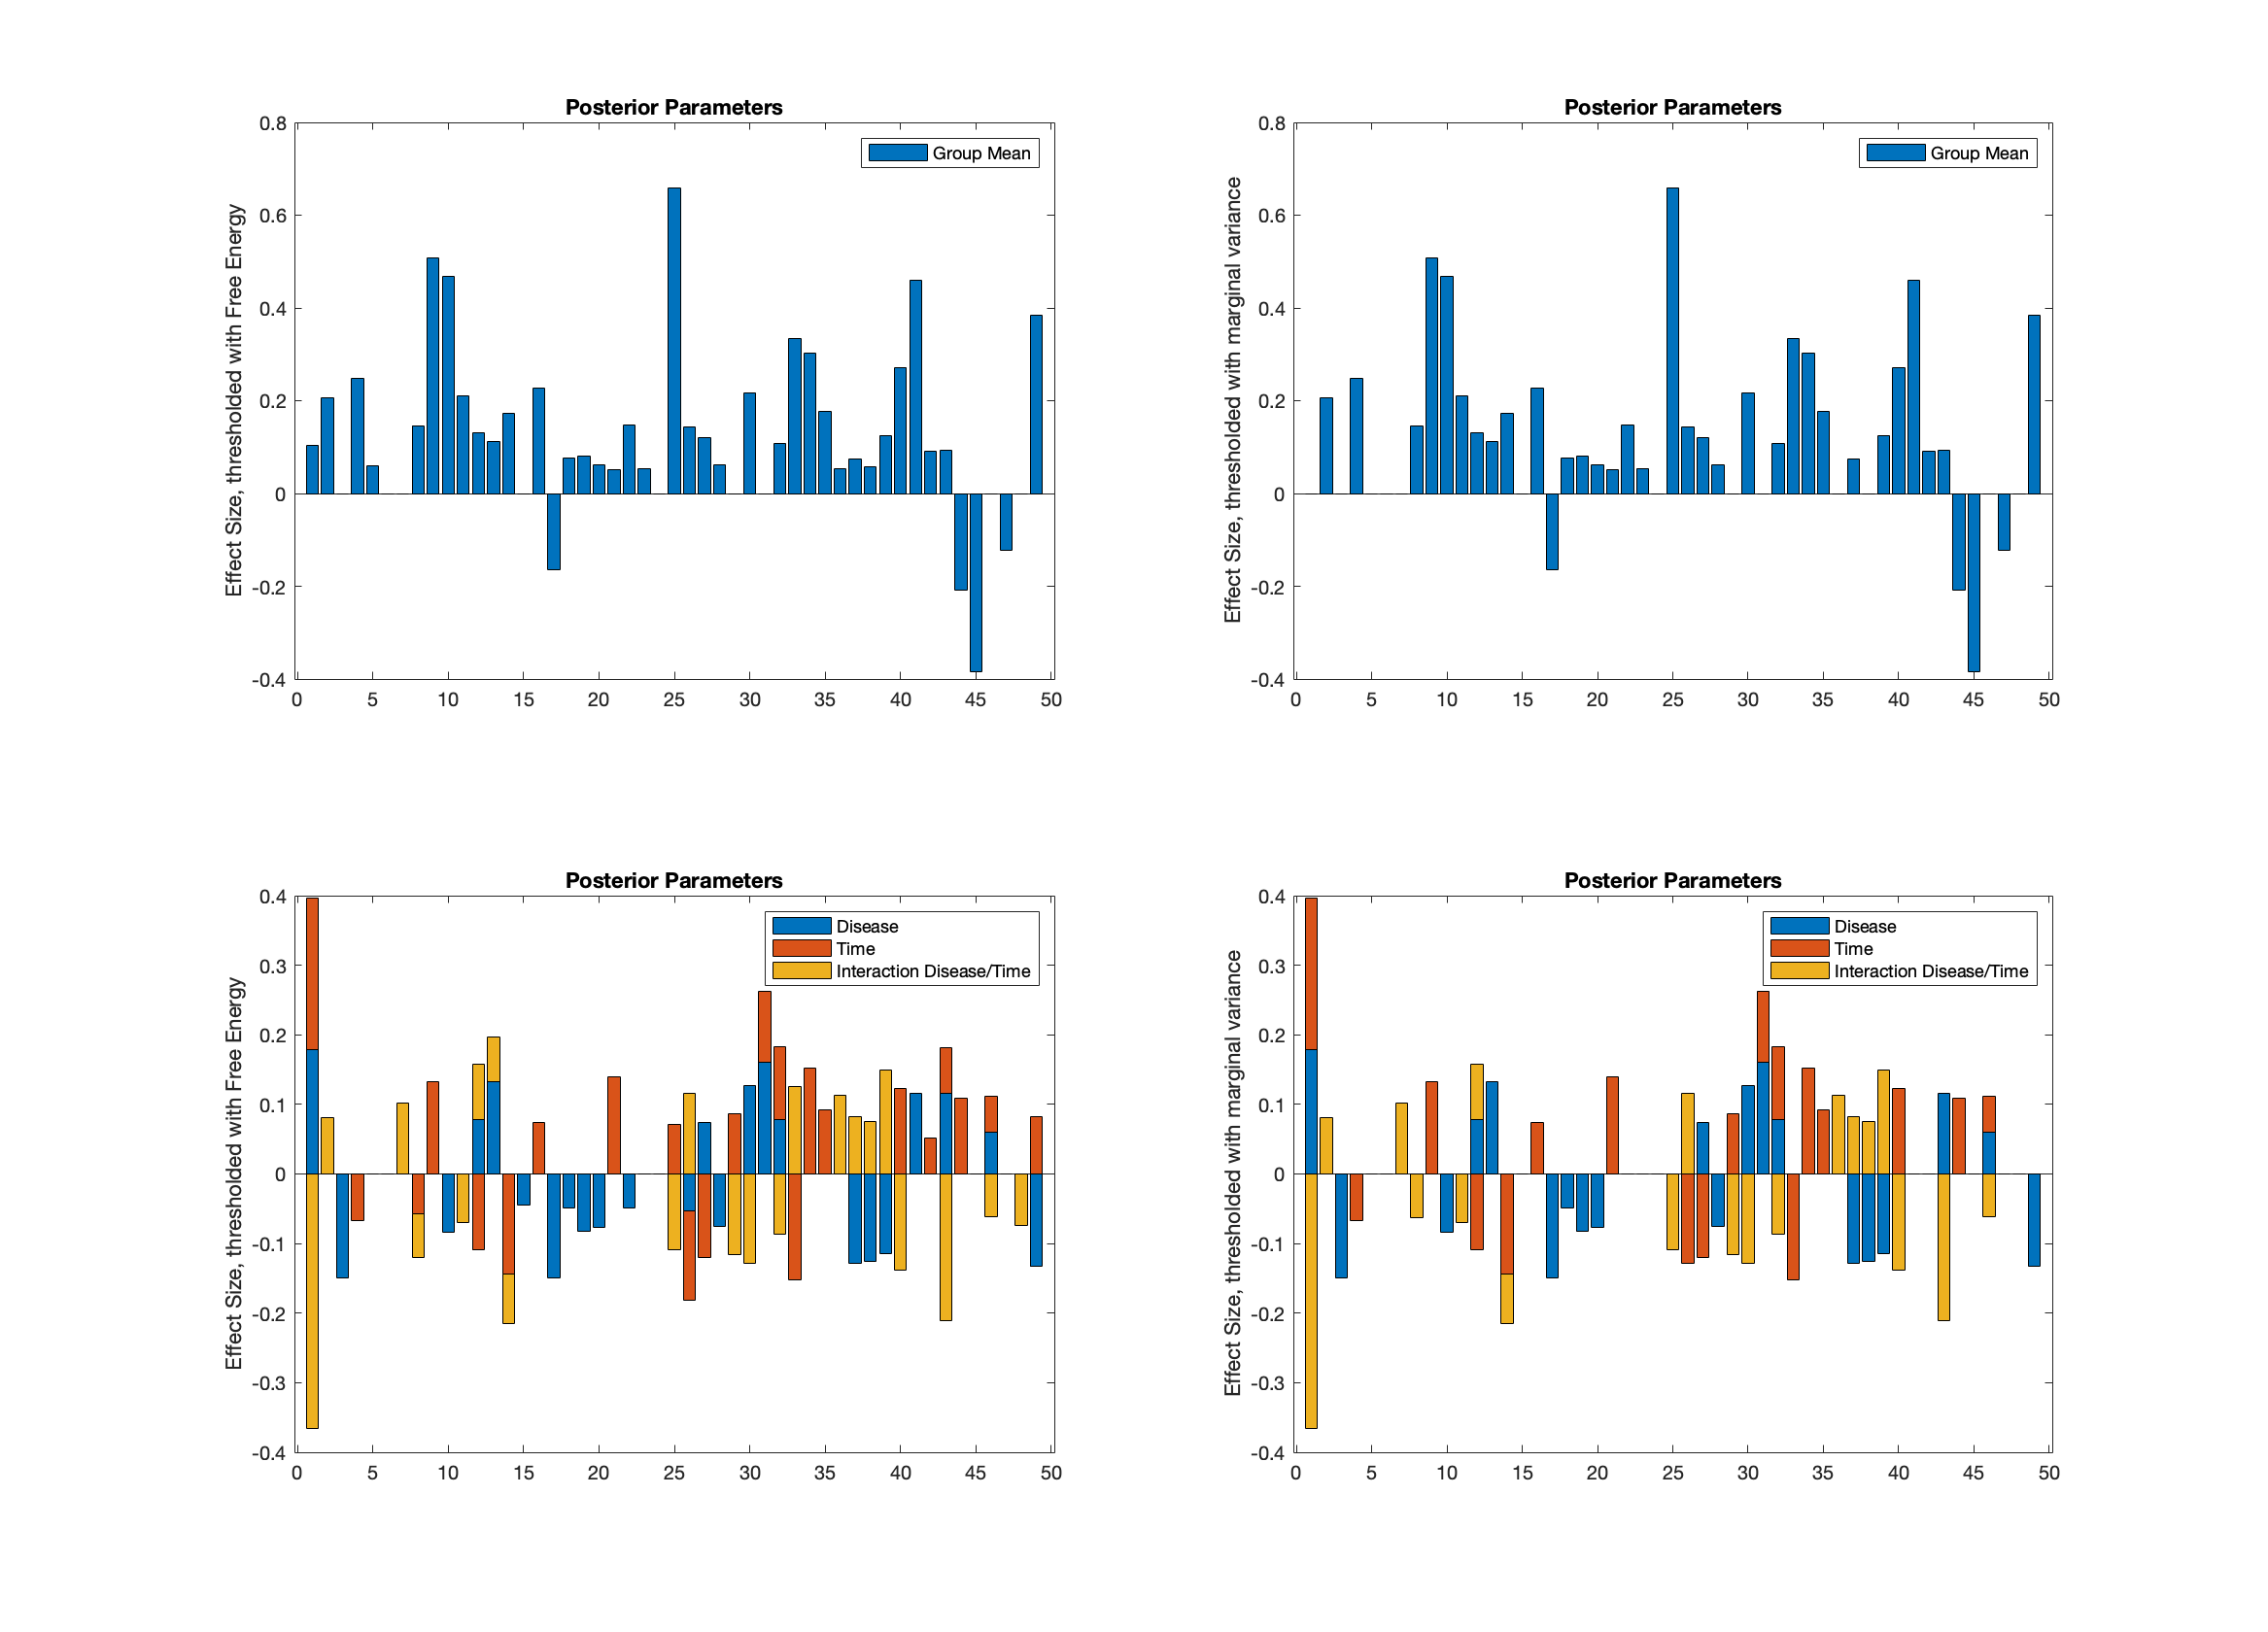 Posterior Parameters
Group Mean
Effect Size, thresholded with Free Energy
0.8
0.6
0.4
0.2
0
-0.2
-0.4
0 5 10 15 20 25 30 35 40 45 50
Posterior Parameters
Group Mean
Effect Size, thresholded with marginal variance
0.8
0.6
0.4
0.2
0
-0.2
-0.4
0 5 10 15 20 25 30 35 40 45 50
Posterior Parameters
Disease
Time
Interaction Disease/Time
Effect Size, thresholded with Free Energy
0.4
0.3
0.2
0.1
0
-0.1
-0.2
-0.3
-0.4
0 5 10 15 20 25 30 35 40 45 50
Posterior Parameters
Disease
Time
Interaction Disease/Time
Effect Size, thresholded with marginal variance
0.4
0.3
0.2
0.1
0
-0.1
-0.2
-0.3
-0.4
0 5 10 15 20 25 30 35 40 45 50